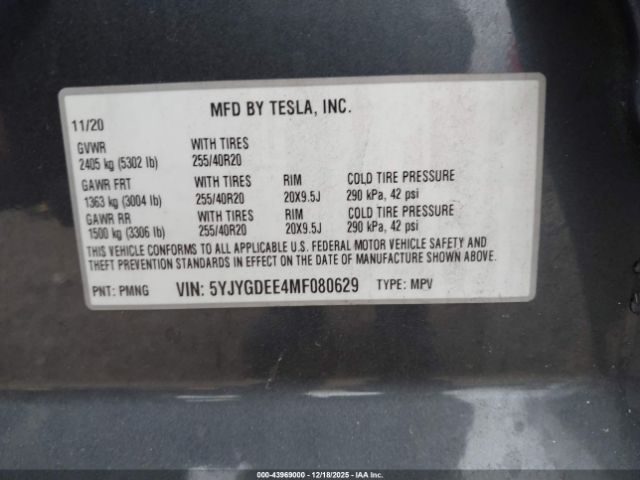 MFD BY TESLA, INC.
11/20
GVWR WITH TIRES
2405 kg (5302 lb) 255/40R20
GAWR FRT WITH TIRES RIM COLD TIRE PRESSURE
1363 kg (3004 lb) 255/40R20 20X9.5J 290 kPa, 42 psi
GAWR RR WITH TIRES RIM COLD TIRE PRESSURE
1500 kg (3306 lb) 255/40R20 20X9.5J 290 kPa, 42 psi
THIS VEHICLE CONFORMS TO ALL APPLICABLE U.S. FEDERAL MOTOR VEHICLE SAFETY AND
THEFT PREVENTION STANDARDS IN EFFECT ON THE DATE OF MANUFACTURE SHOWN ABOVE.
PNT: PMNG VIN: 5YJYGDEE4MF080629 TYPE: MPV
000-43969000 - 12/18/2025 - IAA Inc.